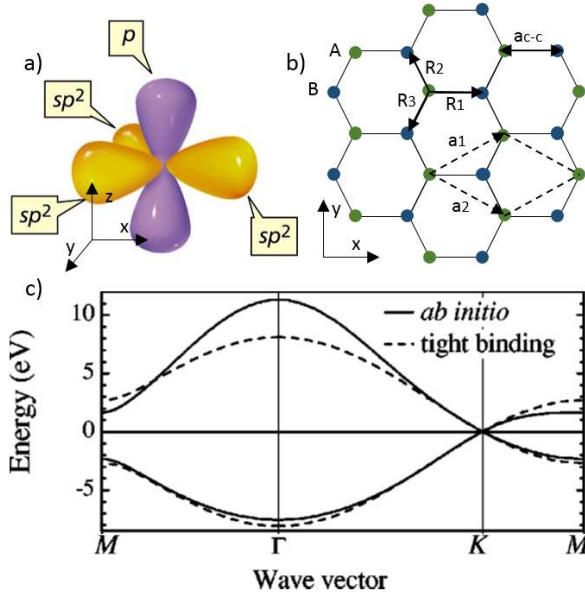 a)
p
sp²
sp²
sp²
z
x
y
b)
A
B
R2
R1
R3
aC-C
a1
a2
y
x
c)
Energy (eV)
10
5
0
-5
ab initio
tight binding
M Γ K M
Wave vector